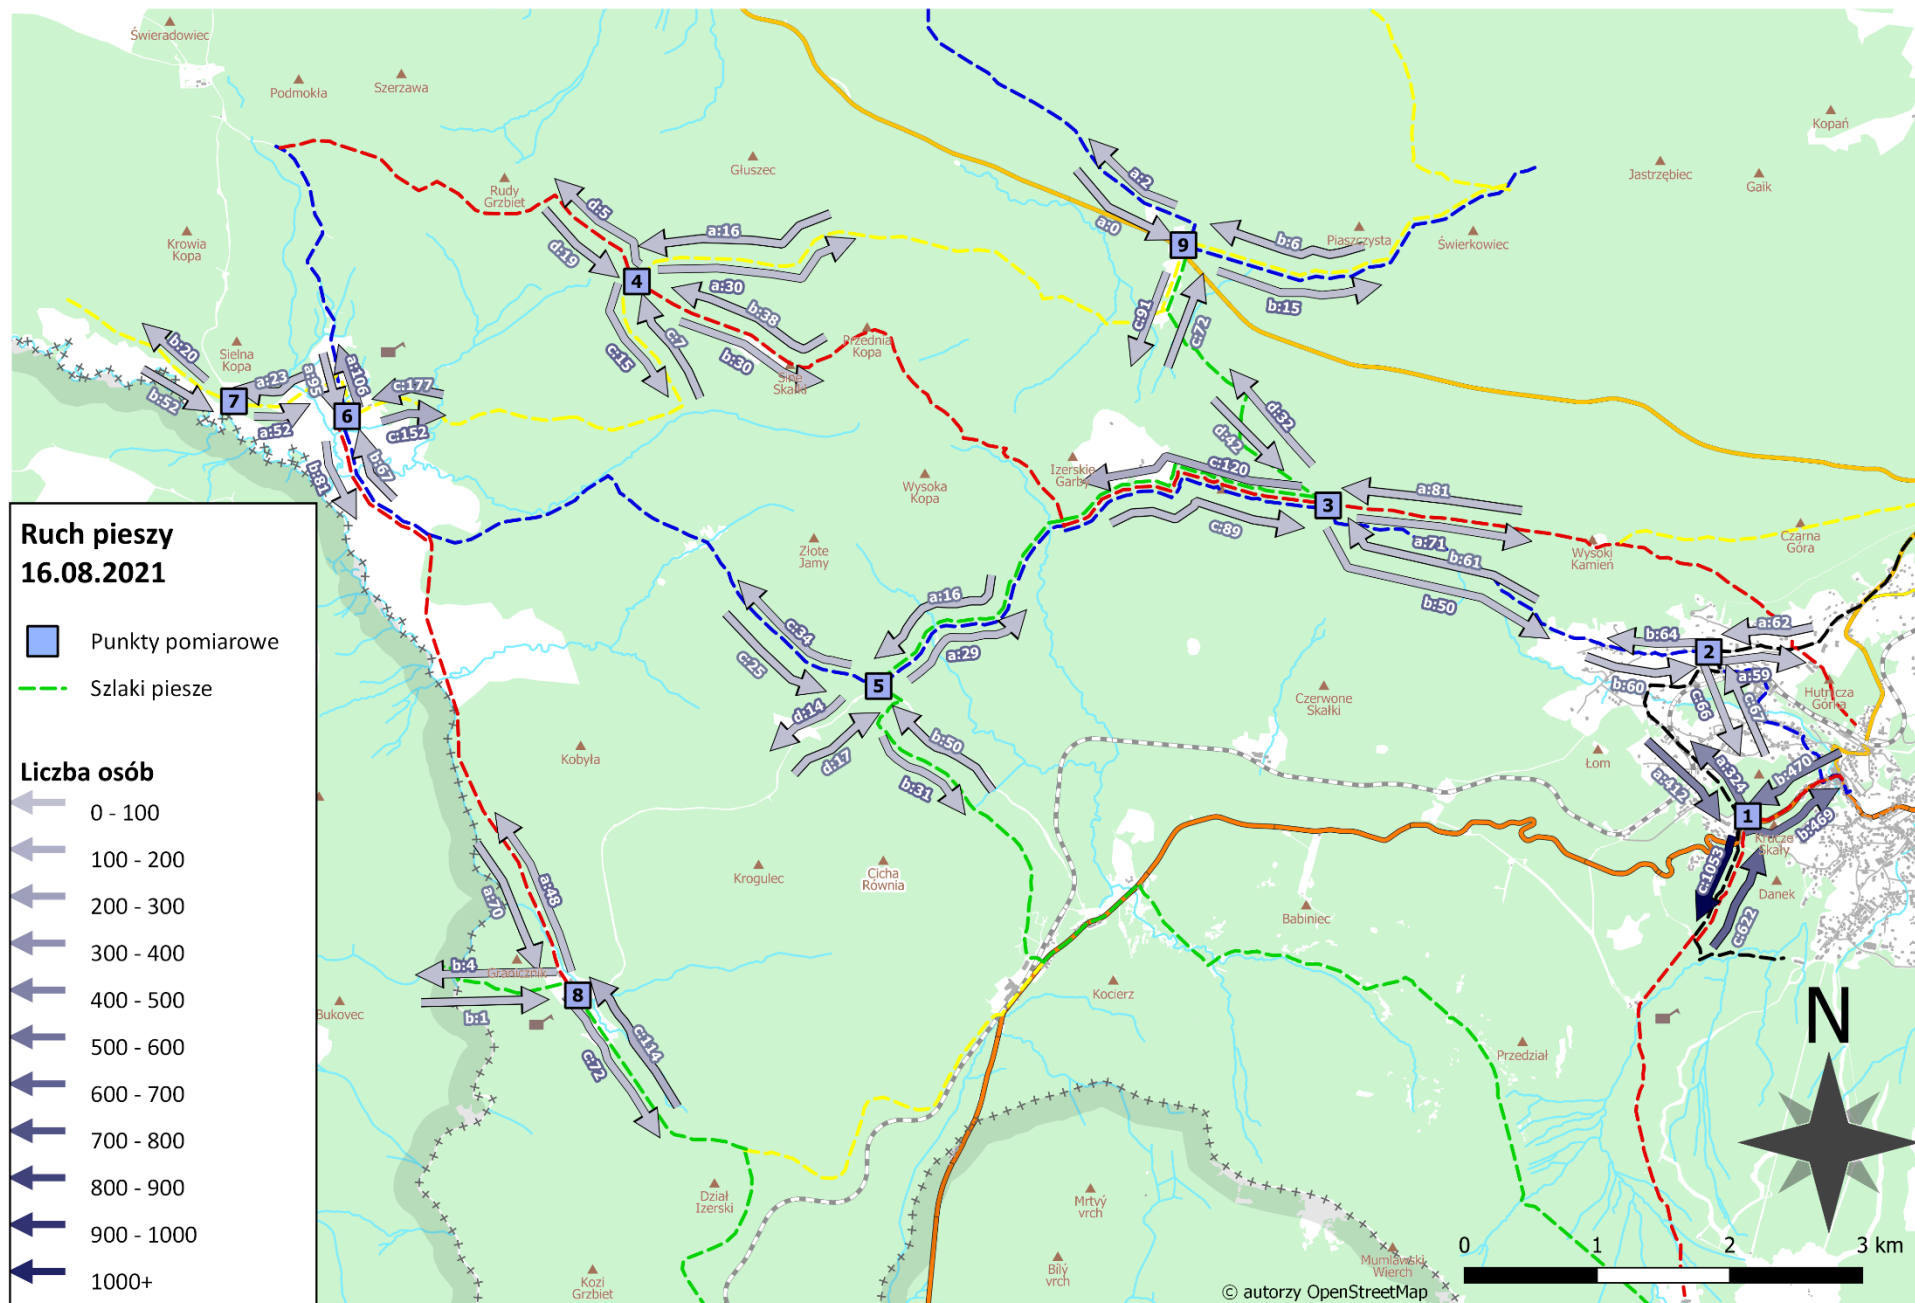 Świeradowiec
Podmokła
Szerzawa
Głuszec
Kopań
Jastrzębiec
Gaik
Rudy
Grzbiet
Krowia
Kopa
d:5
d:19
a:16
a:30
4
b:38
b:30
c:15
c:7
Przednia
Kopa
Sine
Skałki
a:2
a:0
9
b:6
b:15
c:91
c:72
Piaszczysta
Świerkowiec
b:20
b:52
Sielna
Kopa
7
a:23
a:52
a:95
a:106
6
c:177
c:152
b:81
b:67
Wysoka
Kopa
Izerskie
Garby
d:32
d:42
c:120
c:89
3
a:81
a:71
b:61
b:50
Wysoki
Kamień
Czarna
Góra
Złote
Jamy
a:16
a:29
c:34
c:25
5
d:14
d:17
b:50
b:31
Kobyła
Czerwone
Skałki
b:64
b:60
2
a:62
a:59
c:66
c:67
Hutnicza
Górka
Łom
a:412
a:324
b:470
b:469
1
Krucze
Skały
c:1053
c:622
Danek
Krogulec
Cicha
Równia
Babiniec
a:70
a:48
b:4
b:1
Granicznik
8
c:114
c:72
Bukovec
Kocierz
Przedział
Dział
Izerski
Mrtvý
vrch
Kozi
Grzbiet
Bílý
vrch
Mumlawski
Wierch
Ruch pieszy
16.08.2021
Punkty pomiarowe
Szlaki piesze
Liczba osób
0 - 100
100 - 200
200 - 300
300 - 400
400 - 500
500 - 600
600 - 700
700 - 800
800 - 900
900 - 1000
1000+
N
0 1 2 3 km
© autorzy OpenStreetMap